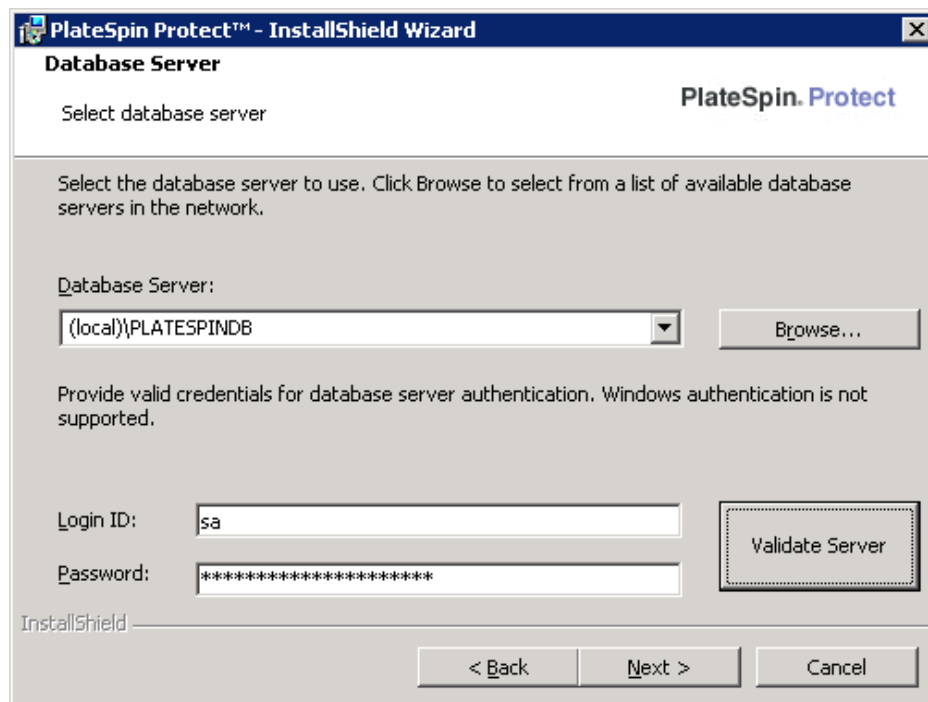 PlateSpin Protect™ - InstallShield Wizard
Database Server
Select database server
PlateSpin. Protect
Select the database server to use. Click Browse to select from a list of available database
servers in the network.
Database Server:
(local)\PLATESPINDB
Browse...
Provide valid credentials for database server authentication. Windows authentication is not
supported.
Login ID:
sa
Validate Server
Password:
*********************
InstallShield
< Back
Next >
Cancel